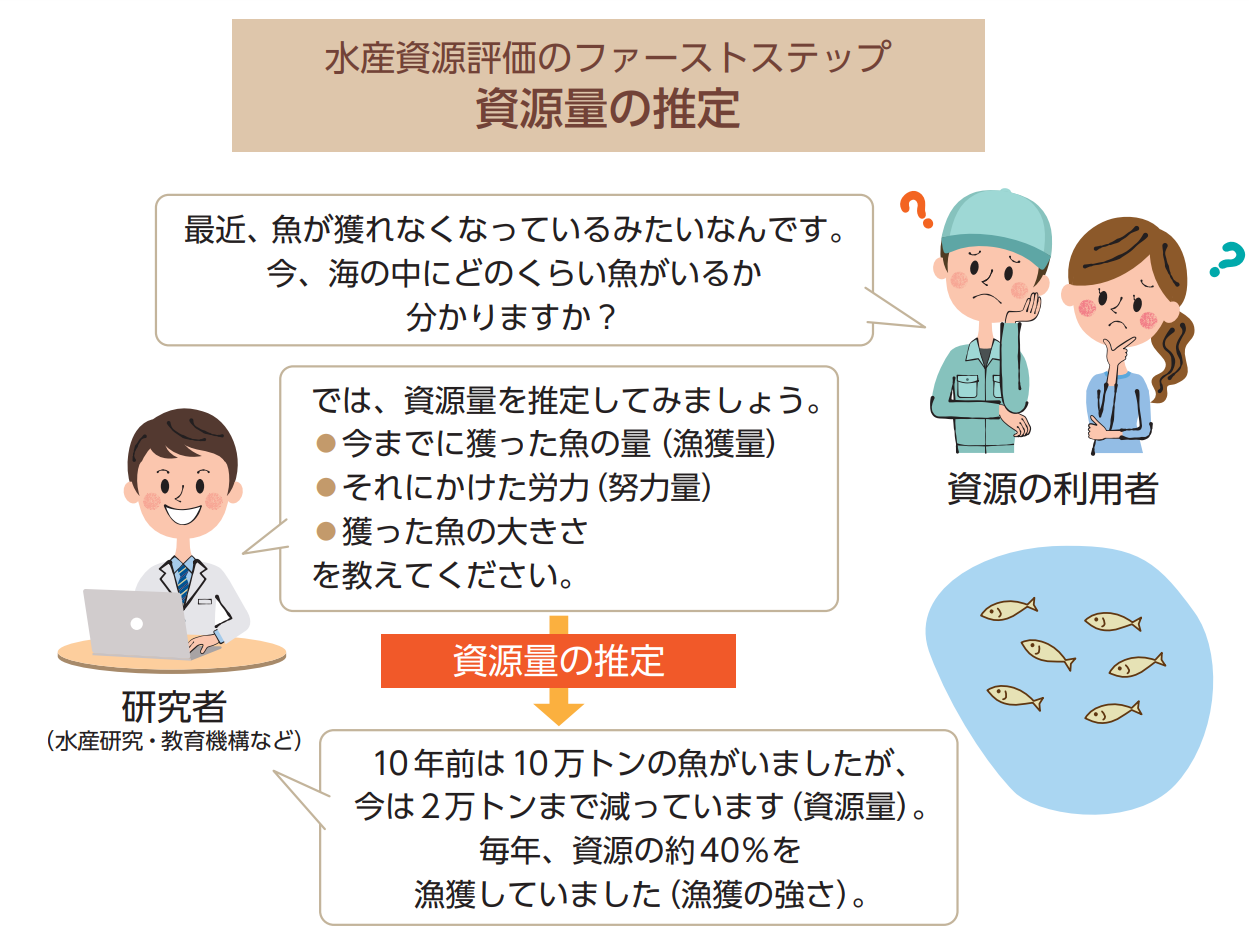 水産資源評価のファーストステップ
資源量の推定
最近、魚が獲れなくなっているみたいなんです。
今、海の中にどのくらい魚がいるか
分かりますか？
?
?
資源の利用者
では、資源量を推定してみましょう。
●今までに獲った魚の量（漁獲量）
●それにかけた労力（努力量）
●獲った魚の大きさ
を教えてください。
研究者
（水産研究・教育機構など）
資源量の推定
10年前は10万トンの魚がいましたが、
今は2万トンまで減っています（資源量）。
毎年、資源の約40%を
漁獲していました（漁獲の強さ）。